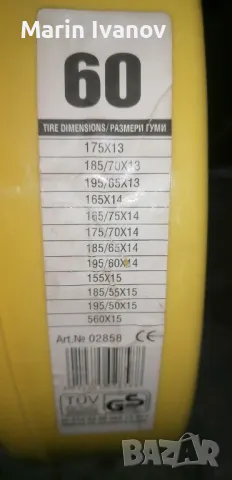 Marin Ivanov
60
TIRE DIMENSIONS/РАЗМЕРИ ГУМИ
175X13
185/70X13
195/65X13
165X14
165/75X14
175/70X14
185/65X14
195/60X14
155X15
185/55X15
195/50X15
560X15
Art.№ 02858 CE
TÜV GS
BAZAR